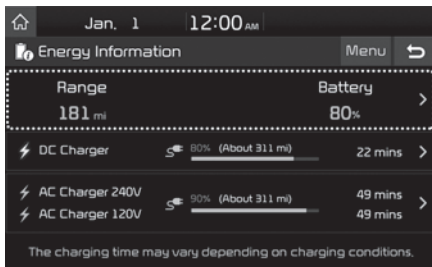 Jan. 1 12:00 AM
Energy Information Menu
Range Battery
181 mi 80%
DC Charger 80% (About 311 mi) 22 mins
AC Charger 240V 49 mins
90% (About 311 mi)
AC Charger 120V 49 mins
The charging time may vary depending on charging conditions.